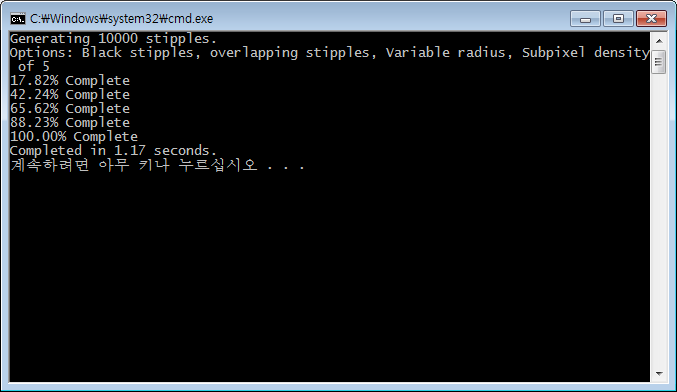 C:₩Windows₩system32₩cmd.exe
Generating 10000 stipples.
Options: Black stipples, overlapping stipples, Variable radius, Subpixel density
 of 5
17.82% Complete
42.24% Complete
65.62% Complete
88.23% Complete
100.00% Complete
Completed in 1.17 seconds.
계속하려면 아무 키나 누르십시오 . . .